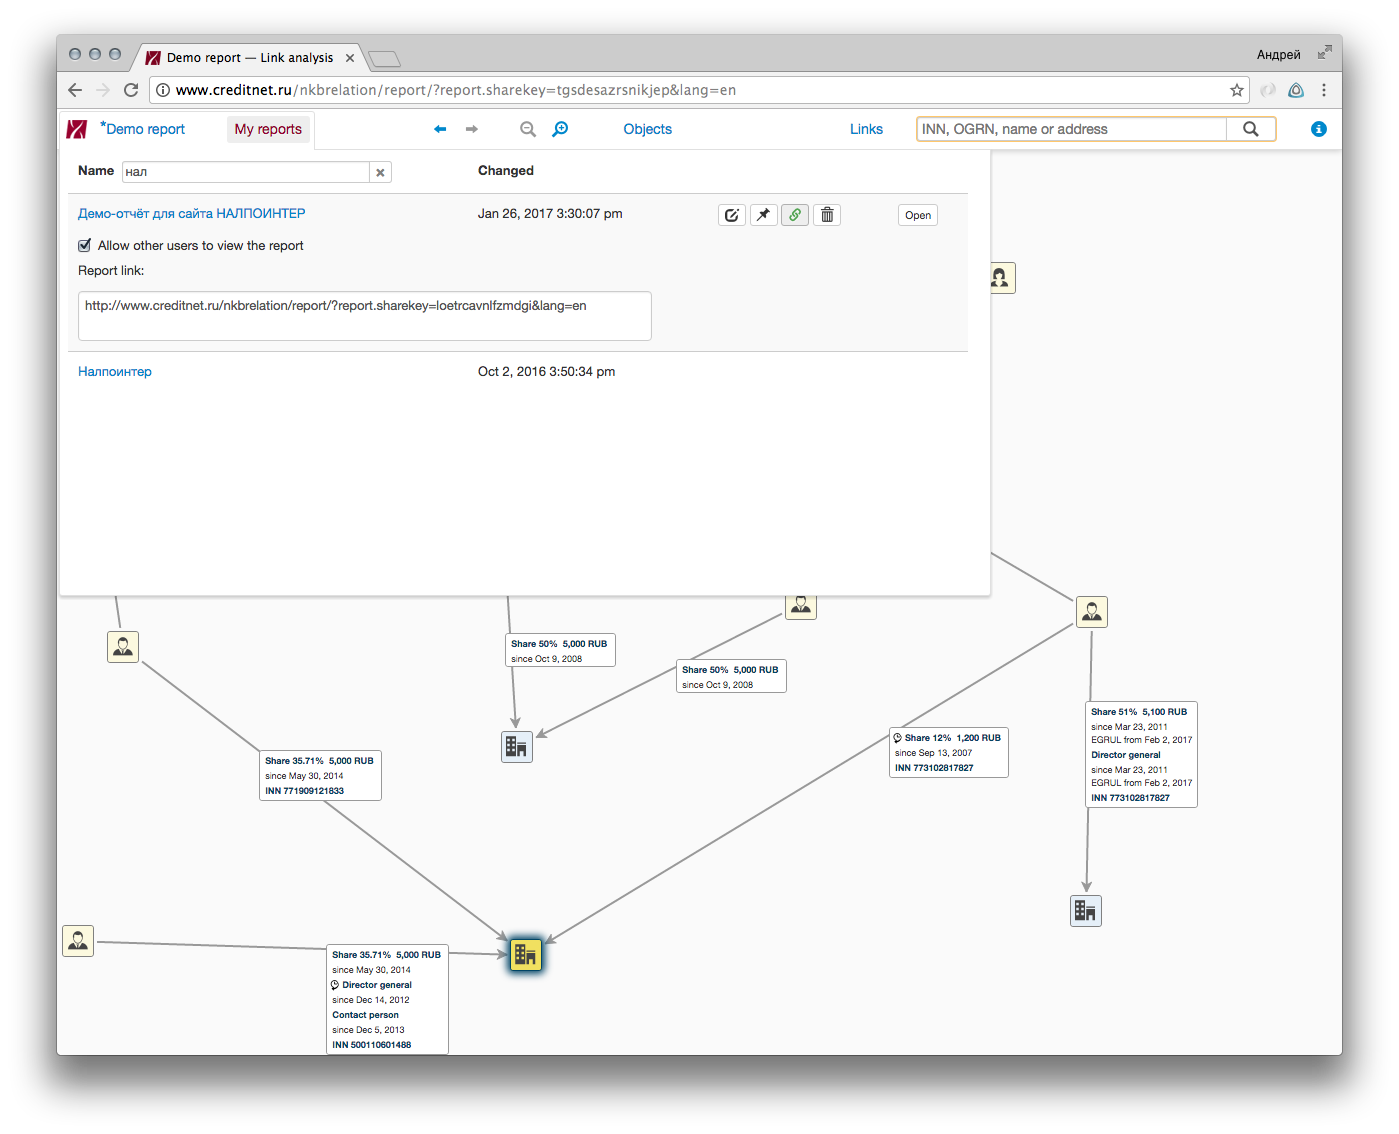 Demo report — Link analysis
Андрей
www.creditnet.ru/nkbrelation/report/?report.sharekey=tgsdesazrsnikjep&lang=en
*Demo report
My reports
Objects
Links
INN, OGRN, name or address
Name
нал
Changed
Демо-отчёт для сайта НАЛПОИНТЕР
Jan 26, 2017 3:30:07 pm
Open
Allow other users to view the report
Report link:
http://www.creditnet.ru/nkbrelation/report/?report.sharekey=loetrcavnlfzmdgi&lang=en
Налпоинтер
Oct 2, 2016 3:50:34 pm
Share 50% 5,000 RUB
since Oct 9, 2008
Share 50% 5,000 RUB
since Oct 9, 2008
Share 51% 5,100 RUB
since Mar 23, 2011
EGRUL from Feb 2, 2017
Director general
since Mar 23, 2011
EGRUL from Feb 2, 2017
INN 773102817827
Share 12% 1,200 RUB
since Sep 13, 2007
INN 773102817827
Share 35.71% 5,000 RUB
since May 30, 2014
INN 771909121833
Share 35.71% 5,000 RUB
since May 30, 2014
Director general
since Dec 14, 2012
Contact person
since Dec 5, 2013
INN 500110601488